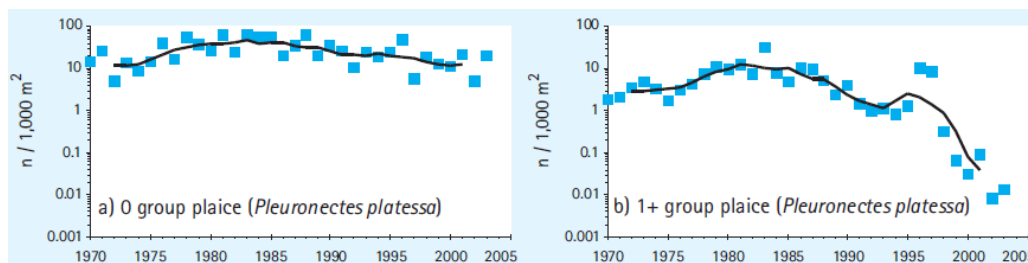 100
10
1
0.1
0.01
0.001
n / 1,000 m²
a) 0 group plaice (Pleuronectes platessa)
1970 1975 1980 1985 1990 1995 2000 2005
100
10
1
0.1
0.01
0.001
n / 1,000 m²
b) 1+ group plaice (Pleuronectes platessa)
1970 1975 1980 1985 1990 1995 2000 2005